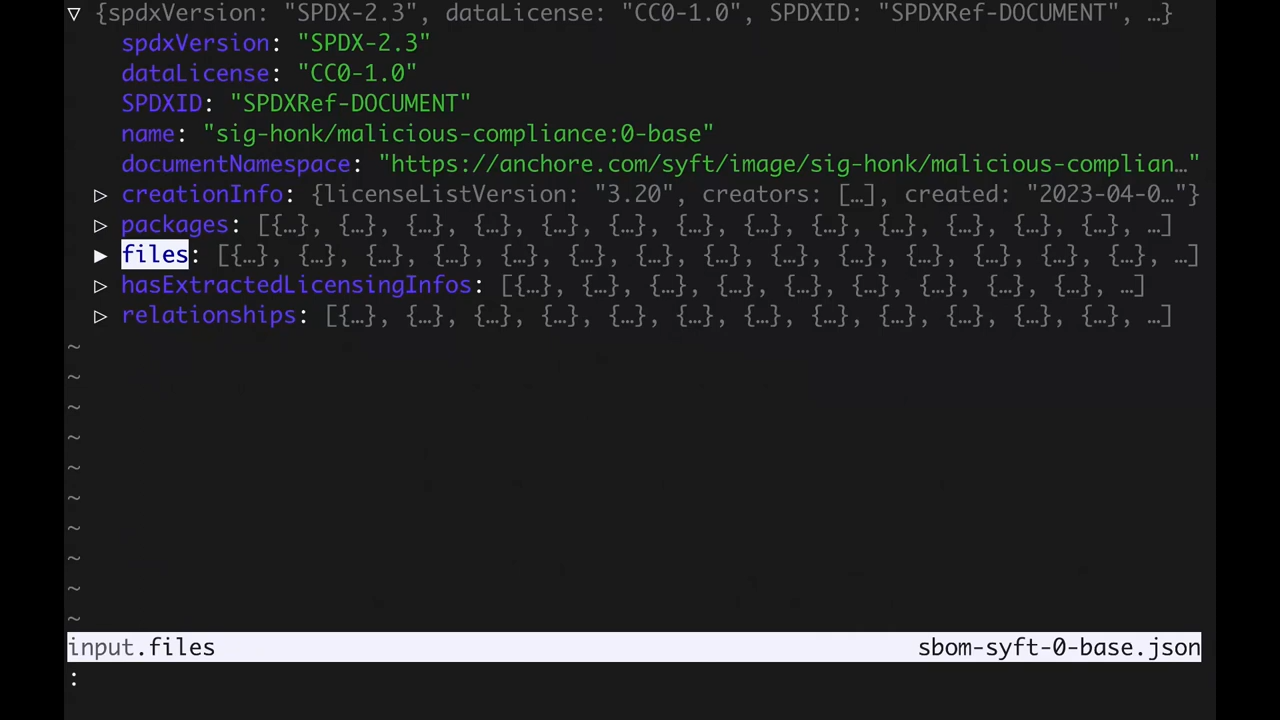 ▽ {spdxVersion: "SPDX-2.3", dataLicense: "CC0-1.0", SPDXID: "SPDXRef-DOCUMENT", …}
spdxVersion: "SPDX-2.3"
dataLicense: "CC0-1.0"
SPDXID: "SPDXRef-DOCUMENT"
name: "sig-honk/malicious-compliance:0-base"
documentNamespace: "https://anchore.com/syft/image/sig-honk/malicious-complian…"
▷ creationInfo: {licenseListVersion: "3.20", creators: […], created: "2023-04-0…"}
▷ packages: [{…}, {…}, {…}, {…}, {…}, {…}, {…}, {…}, {…}, {…}, {…}, {…}, {…}, …]
▶ files: [{…}, {…}, {…}, {…}, {…}, {…}, {…}, {…}, {…}, {…}, {…}, {…}, {…}, {…}, …]
▷ hasExtractedLicensingInfos: [{…}, {…}, {…}, {…}, {…}, {…}, {…}, {…}, {…}, …]
▷ relationships: [{…}, {…}, {…}, {…}, {…}, {…}, {…}, {…}, {…}, {…}, {…}, {…}, …]
~
~
~
~
~
~
~
~
~
~
input.files sbom-syft-0-base.json
: